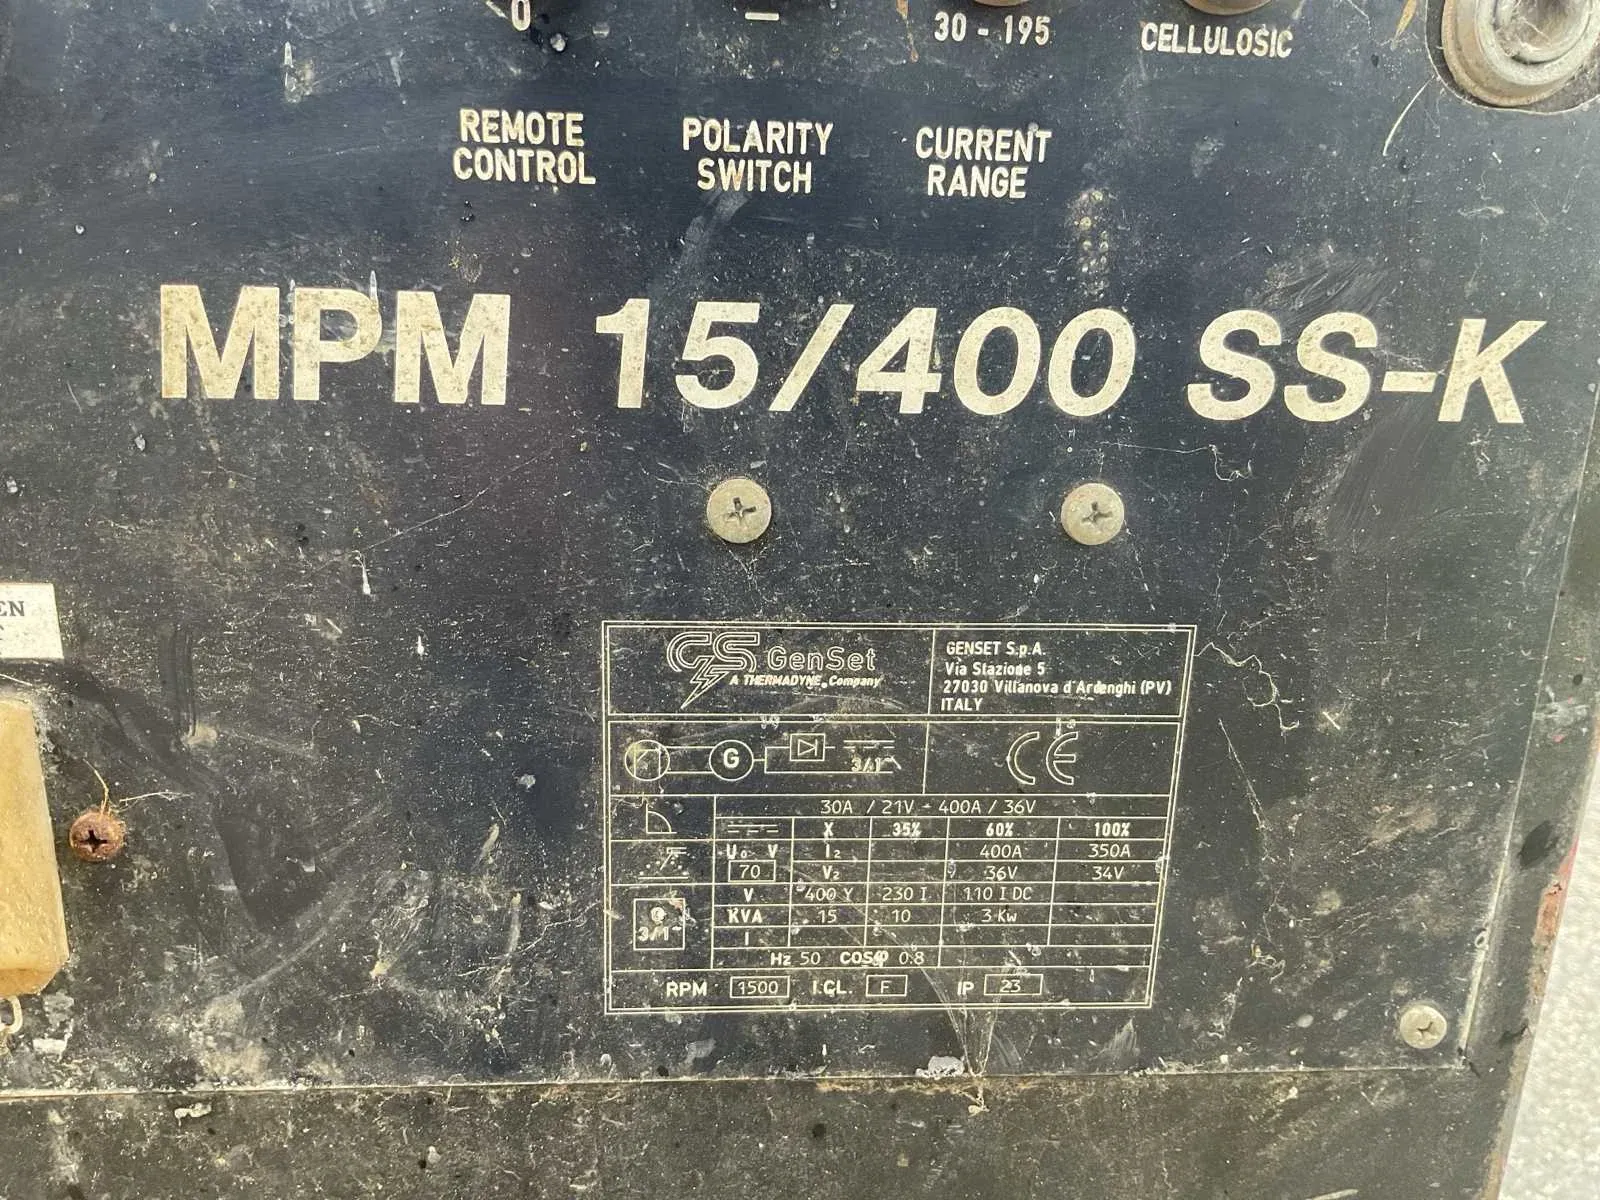 0
30 - 195
CELLULOSIC
REMOTE
CONTROL
POLARITY
SWITCH
CURRENT
RANGE
MPM 15/400 SS-K
EN
GS GenSet
A THERMADYNE® Company
GENSET S.p.A.
Via Stazione 5
27030 Villanova d'Ardenghi (PV)
ITALY
G
3/1~
CE
30A / 21V - 400A / 36V
X 35% 60% 100%
U₀ V I₂ 400A 350A
70 V₂ 36V 34V
V 400 Y 230 I 110 I DC
G
3/1~
KVA 15 10 3 Kw
I
Hz 50 COSφ 0.8
RPM 1500 I.CL. F IP 23